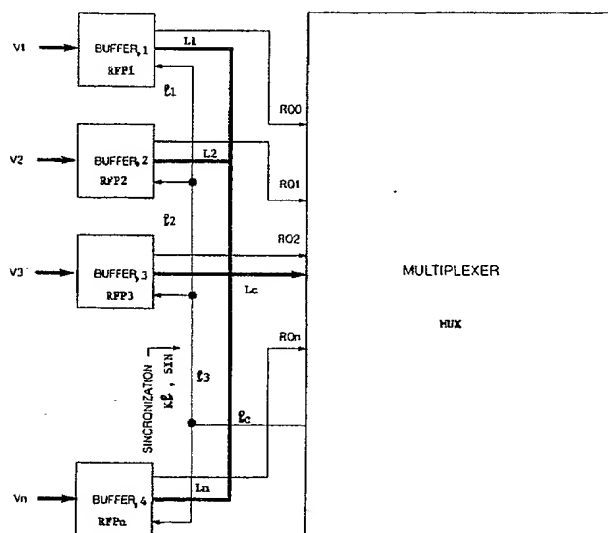 V1
BUFFER,1
RFP1
L1
ℓ1
R00
V2
BUFFER,2
RFP2
L2
R01
ℓ2
R02
V3
BUFFER,3
RFP3
Lc
MULTIPLEXER
MUX
R0n
SINCRONIZATION
Kℓ , SIN
ℓ3
ℓc
Vn
BUFFER,4
RFPn
Ln